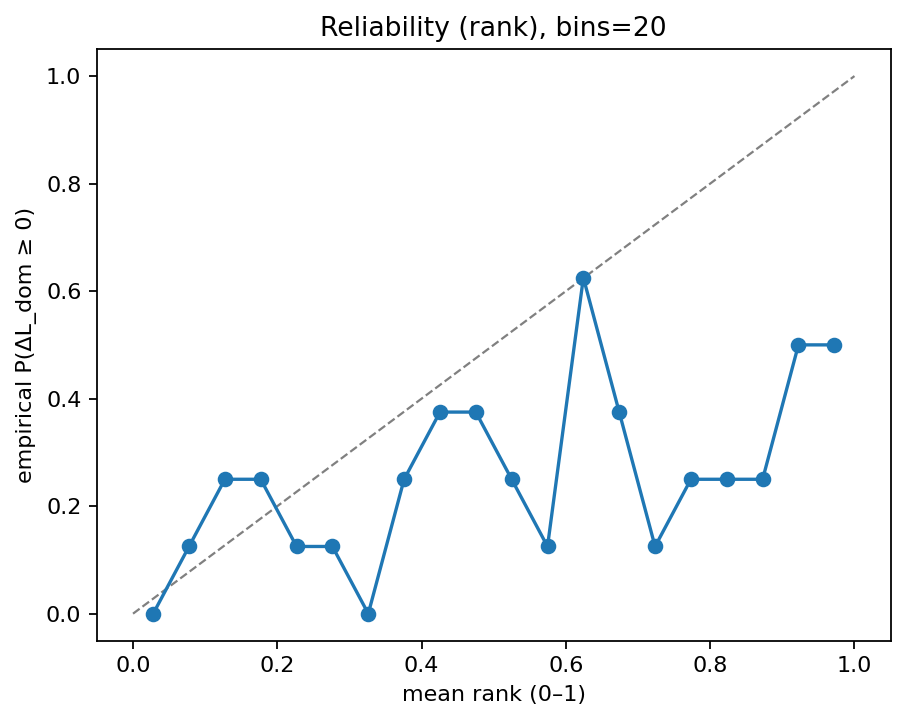 Reliability (rank), bins=20
empirical P(ΔL_dom ≥ 0)
1.0
0.8
0.6
0.4
0.2
0.0
0.0 0.2 0.4 0.6 0.8 1.0
mean rank (0–1)